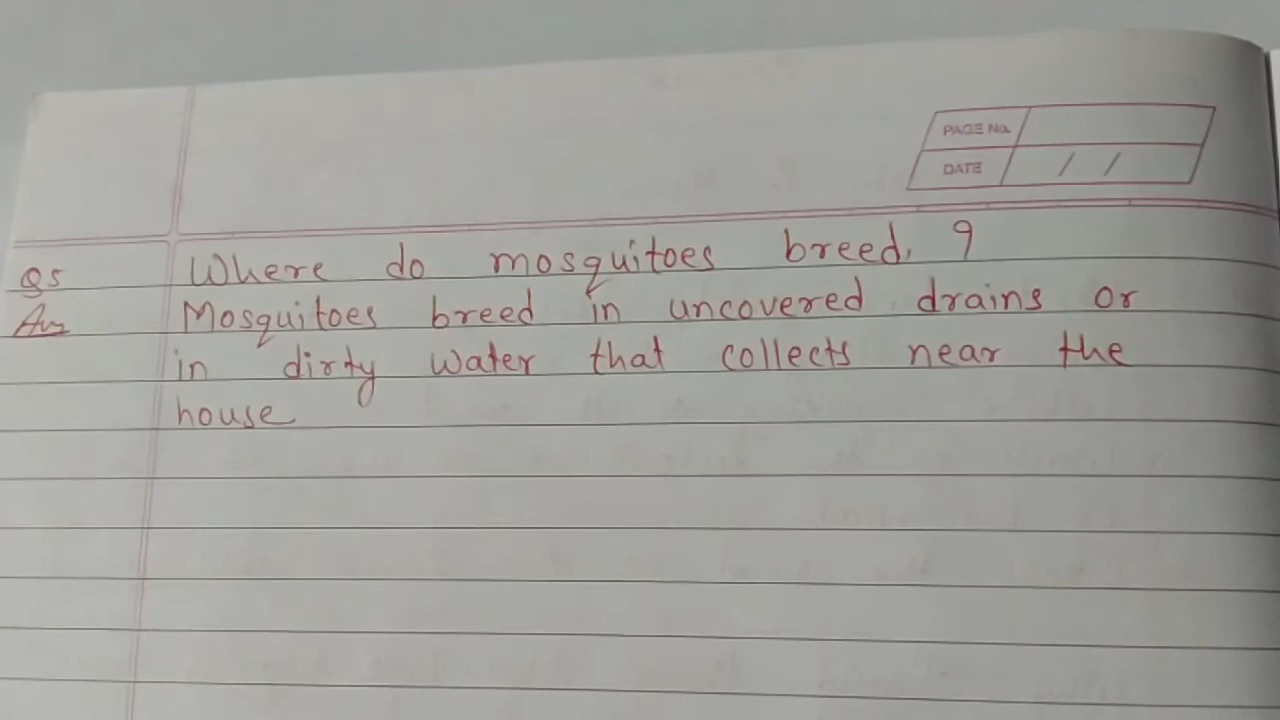 PAGE No.
DATE / /
Q5 Where do mosquitoes breed. ?
Ans Mosquitoes breed in uncovered drains or
in dirty water that collects near the
house